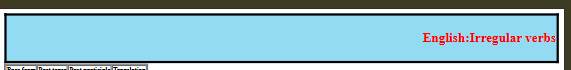 English:Irregular verbs
Base form Past tense Past participle Translation